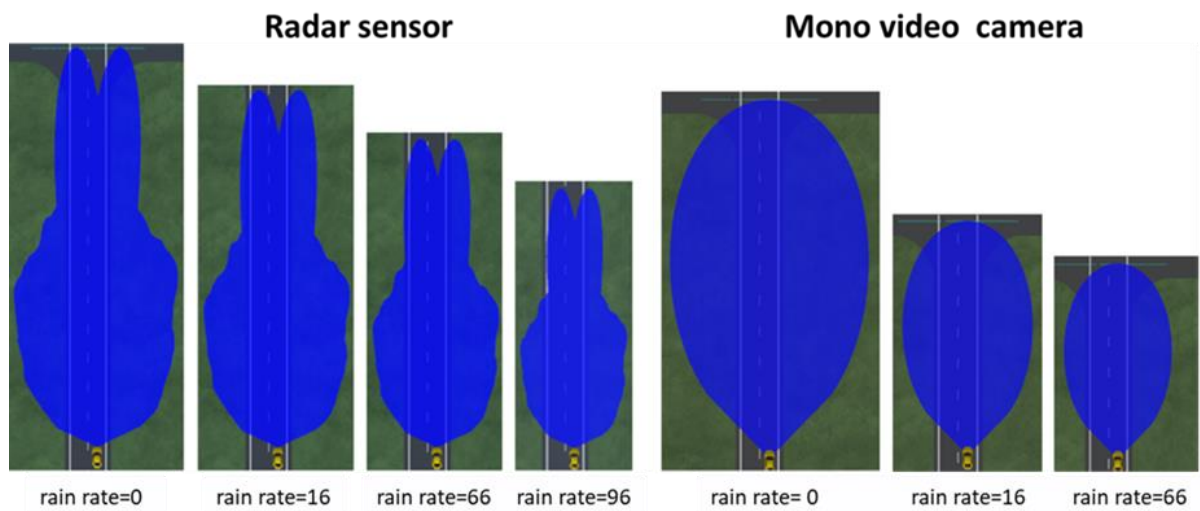 Radar sensor
Mono video camera
rain rate=0
rain rate=16
rain rate=66
rain rate=96
rain rate= 0
rain rate=16
rain rate=66